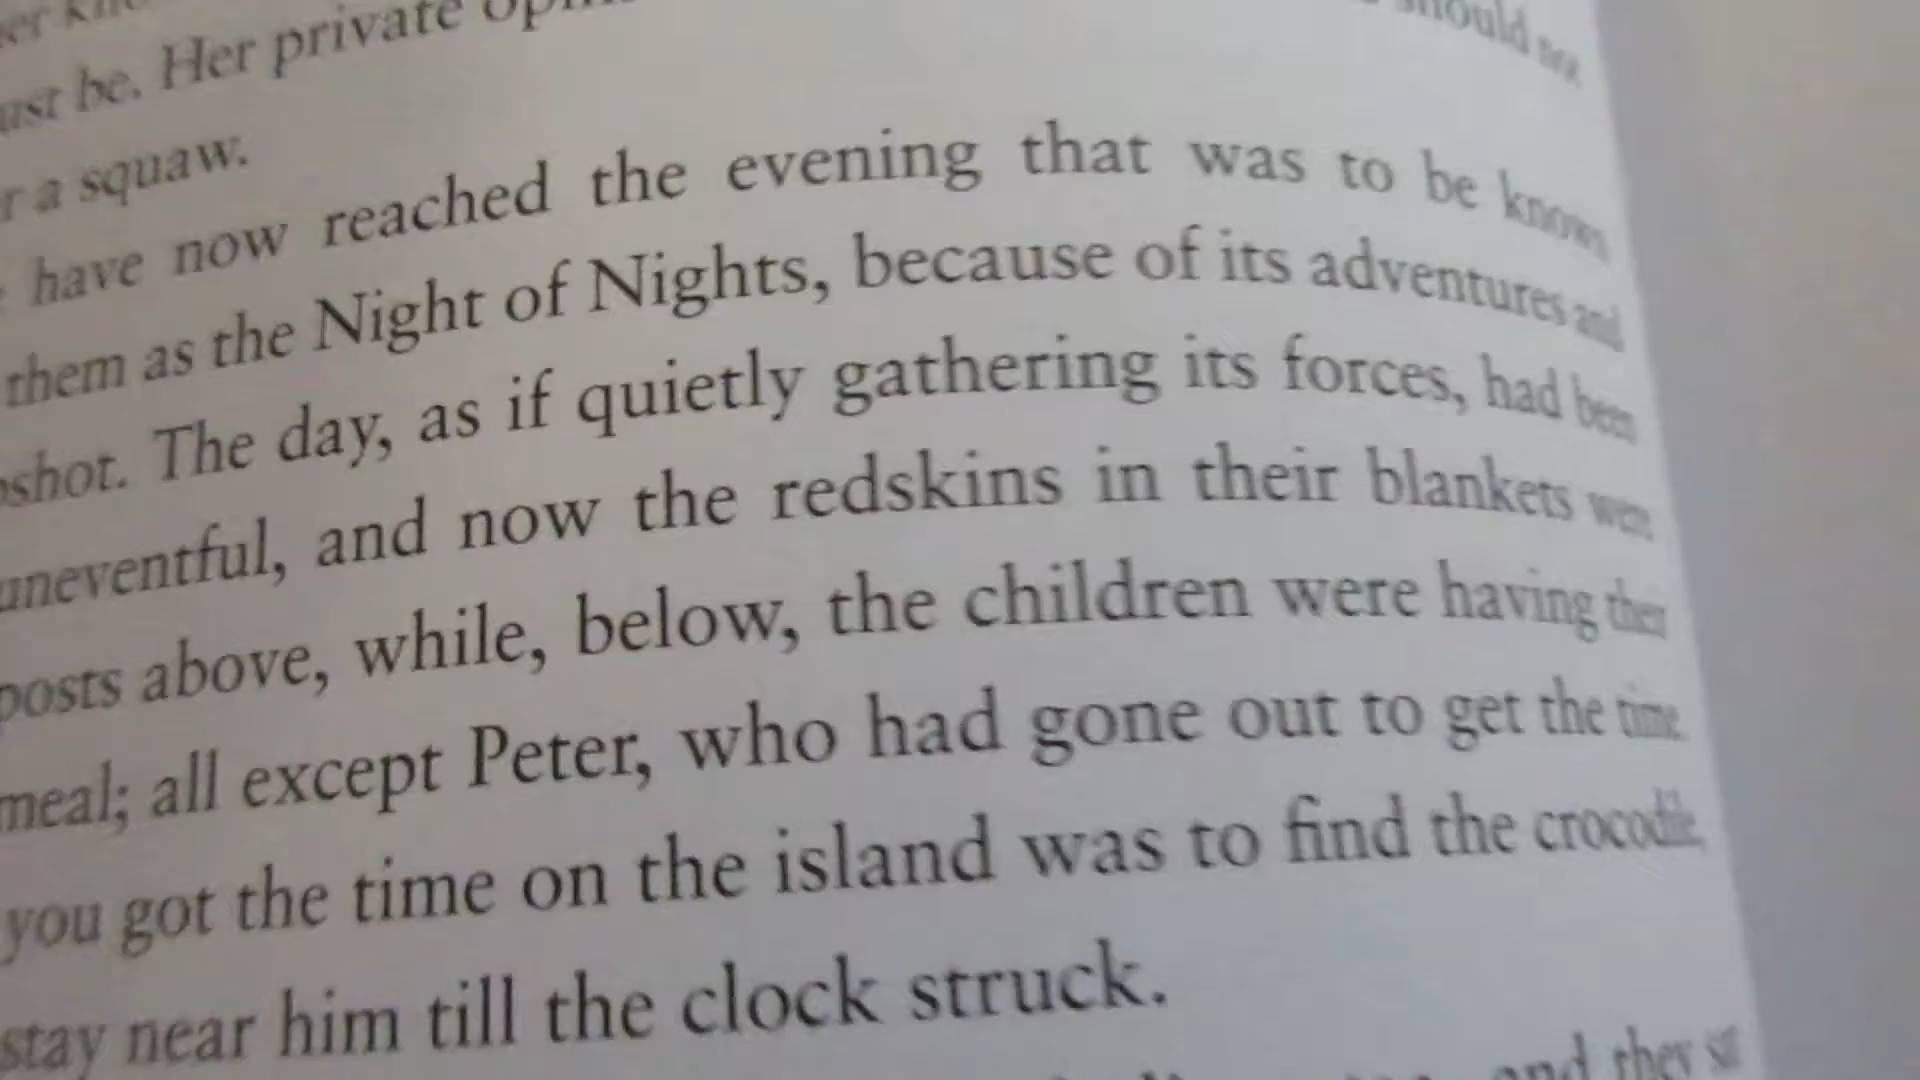 ust be. Her private
r a squaw.
have now reached the evening that was to be known
them as the Night of Nights, because of its adventures and
shot. The day, as if quietly gathering its forces, had been
uneventful, and now the redskins in their blankets were
posts above, while, below, the children were having their
meal; all except Peter, who had gone out to get the time.
you got the time on the island was to find the crocodile,
stay near him till the clock struck.
and they